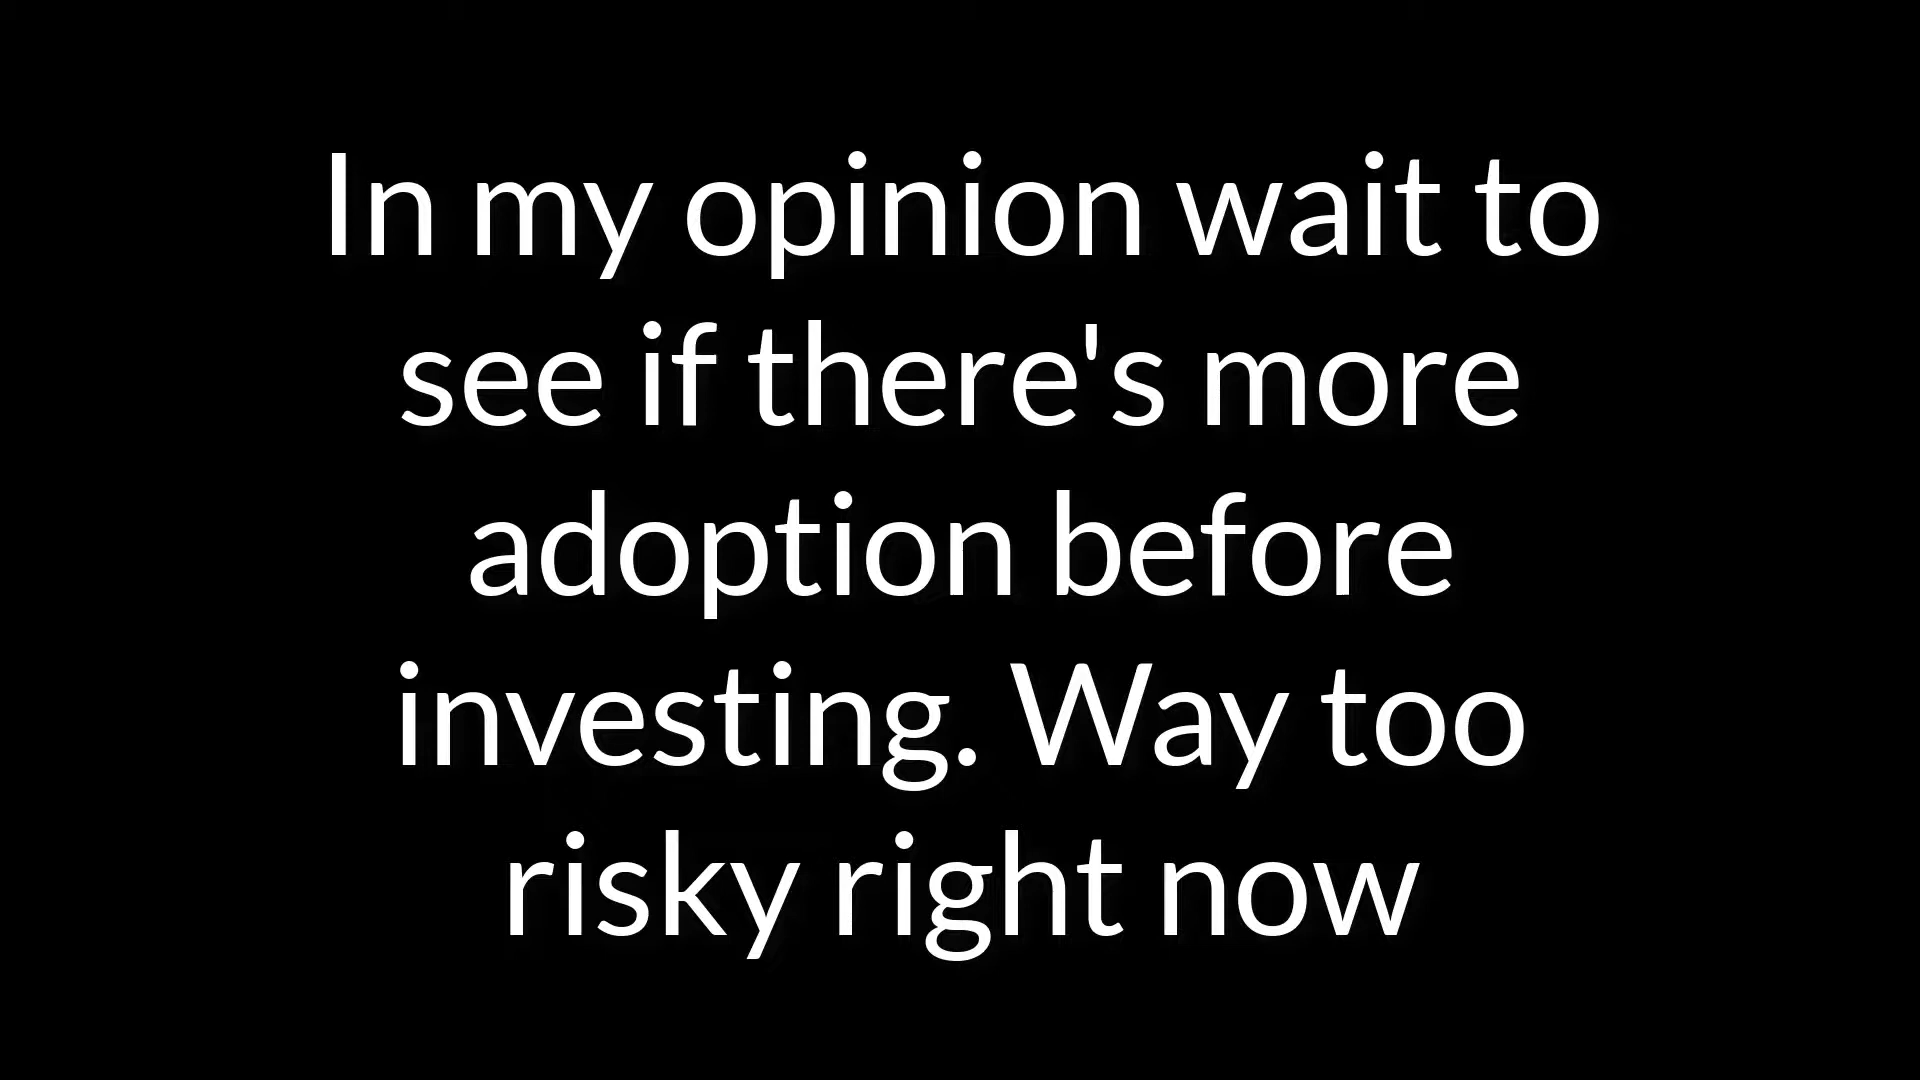 In my opinion wait to
see if there's more
adoption before
investing. Way too
risky right now